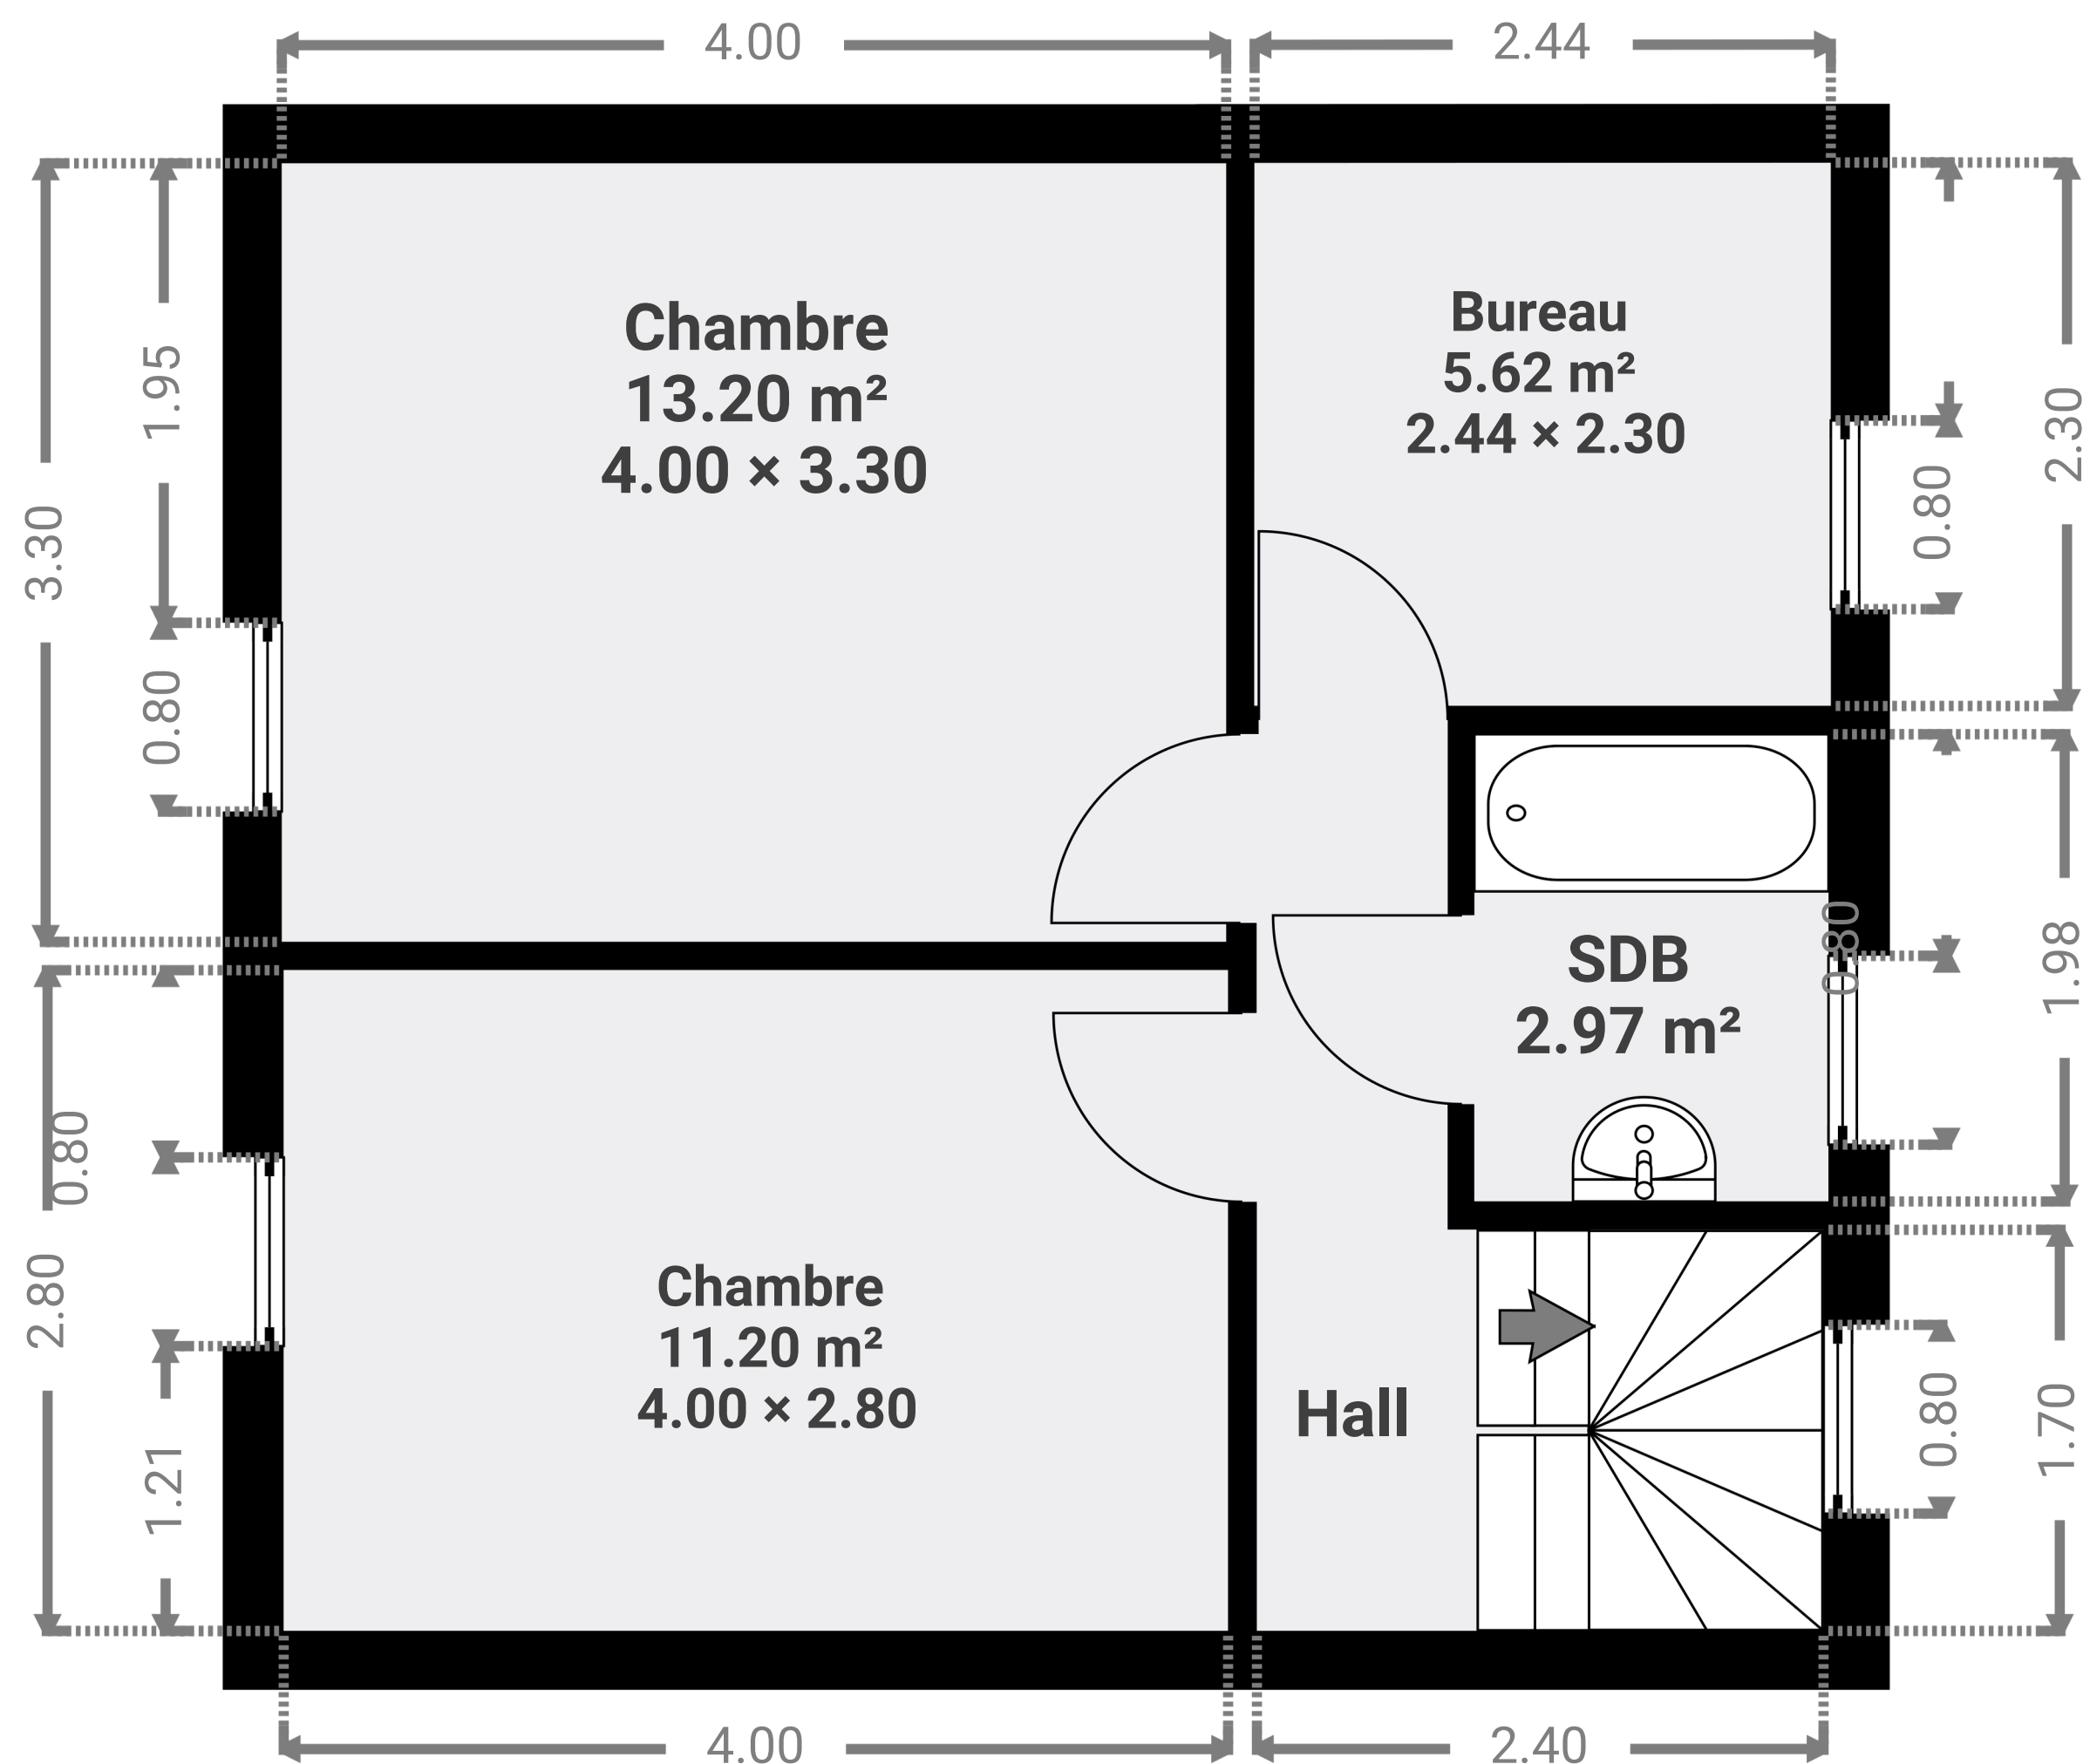 4.00
2.44
Chambre
13.20 m²
4.00 × 3.30
Bureau
5.62 m²
2.44 × 2.30
1.95
3.30
0.80
2.30
0.80
0.80
1.98
SDB
2.97 m²
0.80
2.80
1.21
Chambre
11.20 m²
4.00 × 2.80
Hall
0.80
1.70
4.00
2.40